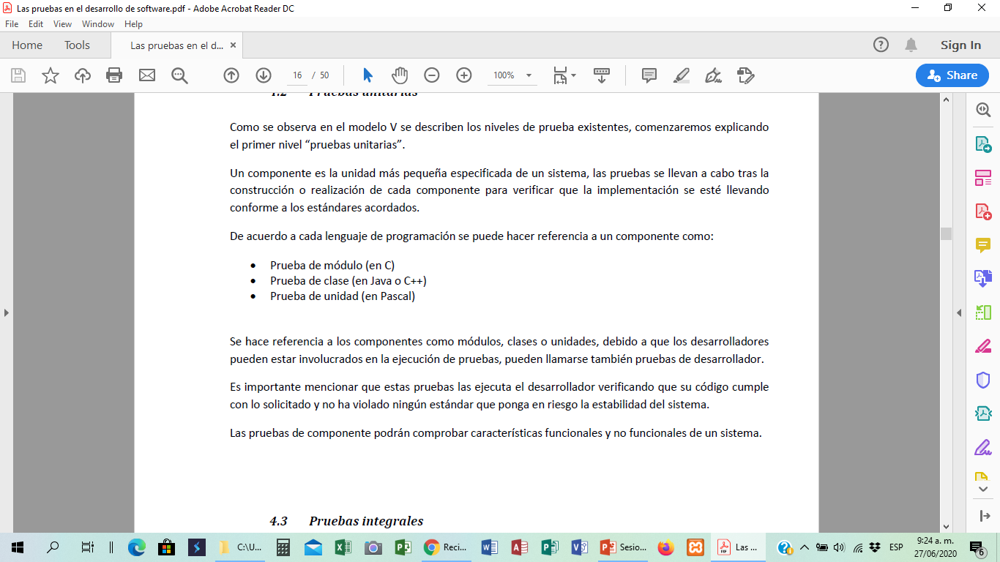 Las pruebas en el desarrollo de software.pdf - Adobe Acrobat Reader DC
File Edit View Window Help
Home Tools Las pruebas en el d... Sign In
16 / 50 100% Share
Pruebas unitarias
Como se observa en el modelo V se describen los niveles de prueba existentes, comenzaremos explicando
el primer nivel “pruebas unitarias”.
Un componente es la unidad más pequeña especificada de un sistema, las pruebas se llevan a cabo tras la
construcción o realización de cada componente para verificar que la implementación se esté llevando
conforme a los estándares acordados.
De acuerdo a cada lenguaje de programación se puede hacer referencia a un componente como:
• Prueba de módulo (en C)
• Prueba de clase (en Java o C++)
• Prueba de unidad (en Pascal)
Se hace referencia a los componentes como módulos, clases o unidades, debido a que los desarrolladores
pueden estar involucrados en la ejecución de pruebas, pueden llamarse también pruebas de desarrollador.
Es importante mencionar que estas pruebas las ejecuta el desarrollador verificando que su código cumple
con lo solicitado y no ha violado ningún estándar que ponga en riesgo la estabilidad del sistema.
Las pruebas de componente podrán comprobar características funcionales y no funcionales de un sistema.
4.3 Pruebas integrales
C:\U... Reci... Sesio... Las ... ESP 9:24 a. m.
27/06/2020 6